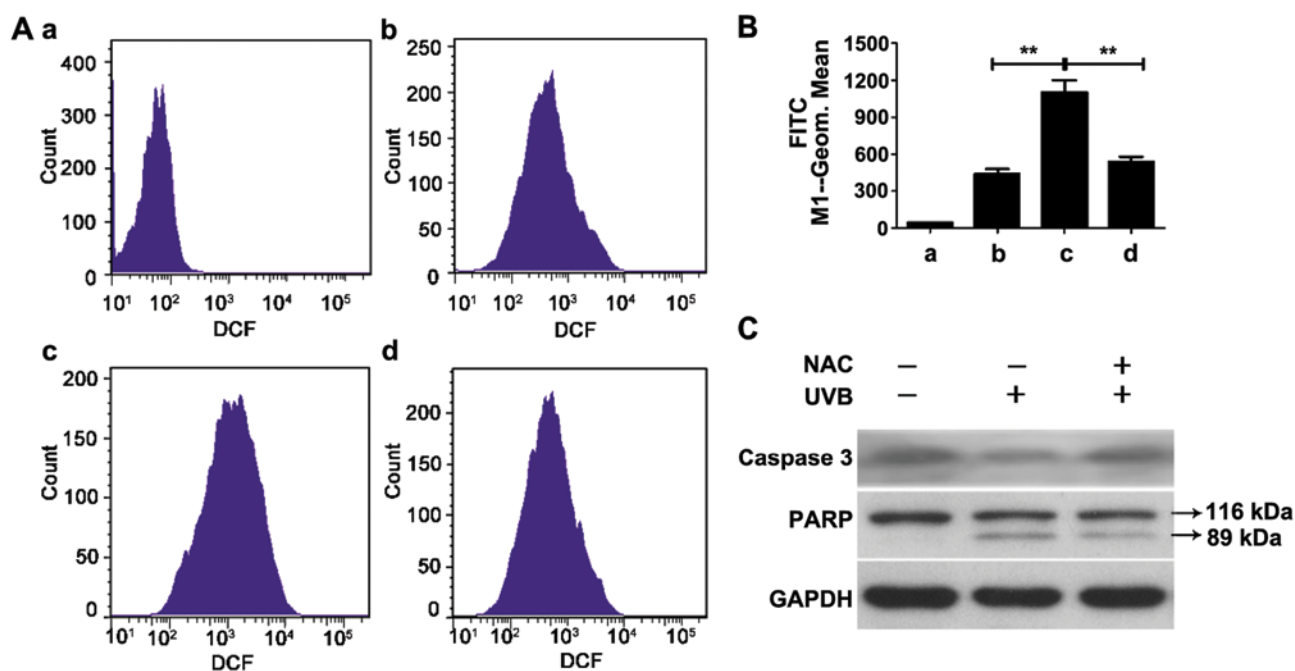 A a
400
300
200
100
0
Count
10¹ 10² 10³ 10⁴ 10⁵
DCF
b
250
200
150
100
50
0
Count
10¹ 10² 10³ 10⁴ 10⁵
DCF
c
200
150
100
50
0
Count
10¹ 10² 10³ 10⁴ 10⁵
DCF
d
200
150
100
50
0
Count
10¹ 10² 10³ 10⁴ 10⁵
DCF
B
FITC
M1--Geom. Mean
1500
1200
900
600
300
0
** **
a b c d
C
NAC − − +
UVB − + +
Caspase 3
PARP
116 kDa
89 kDa
GAPDH